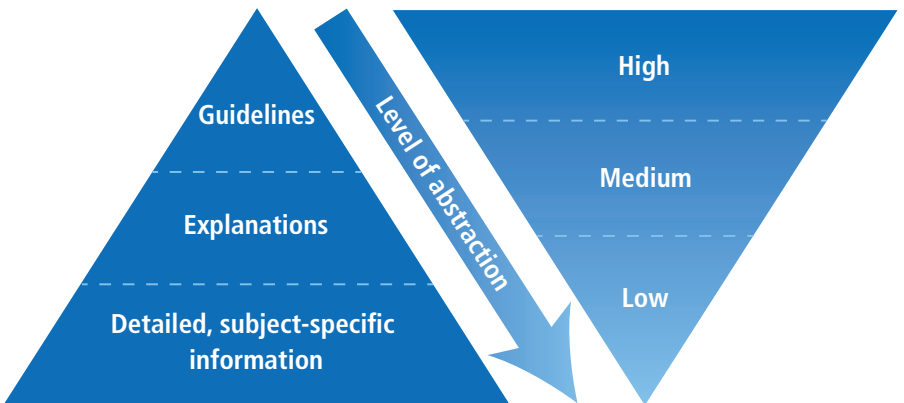 Guidelines
Explanations
Detailed, subject-specific
information
Level of abstraction
High
Medium
Low